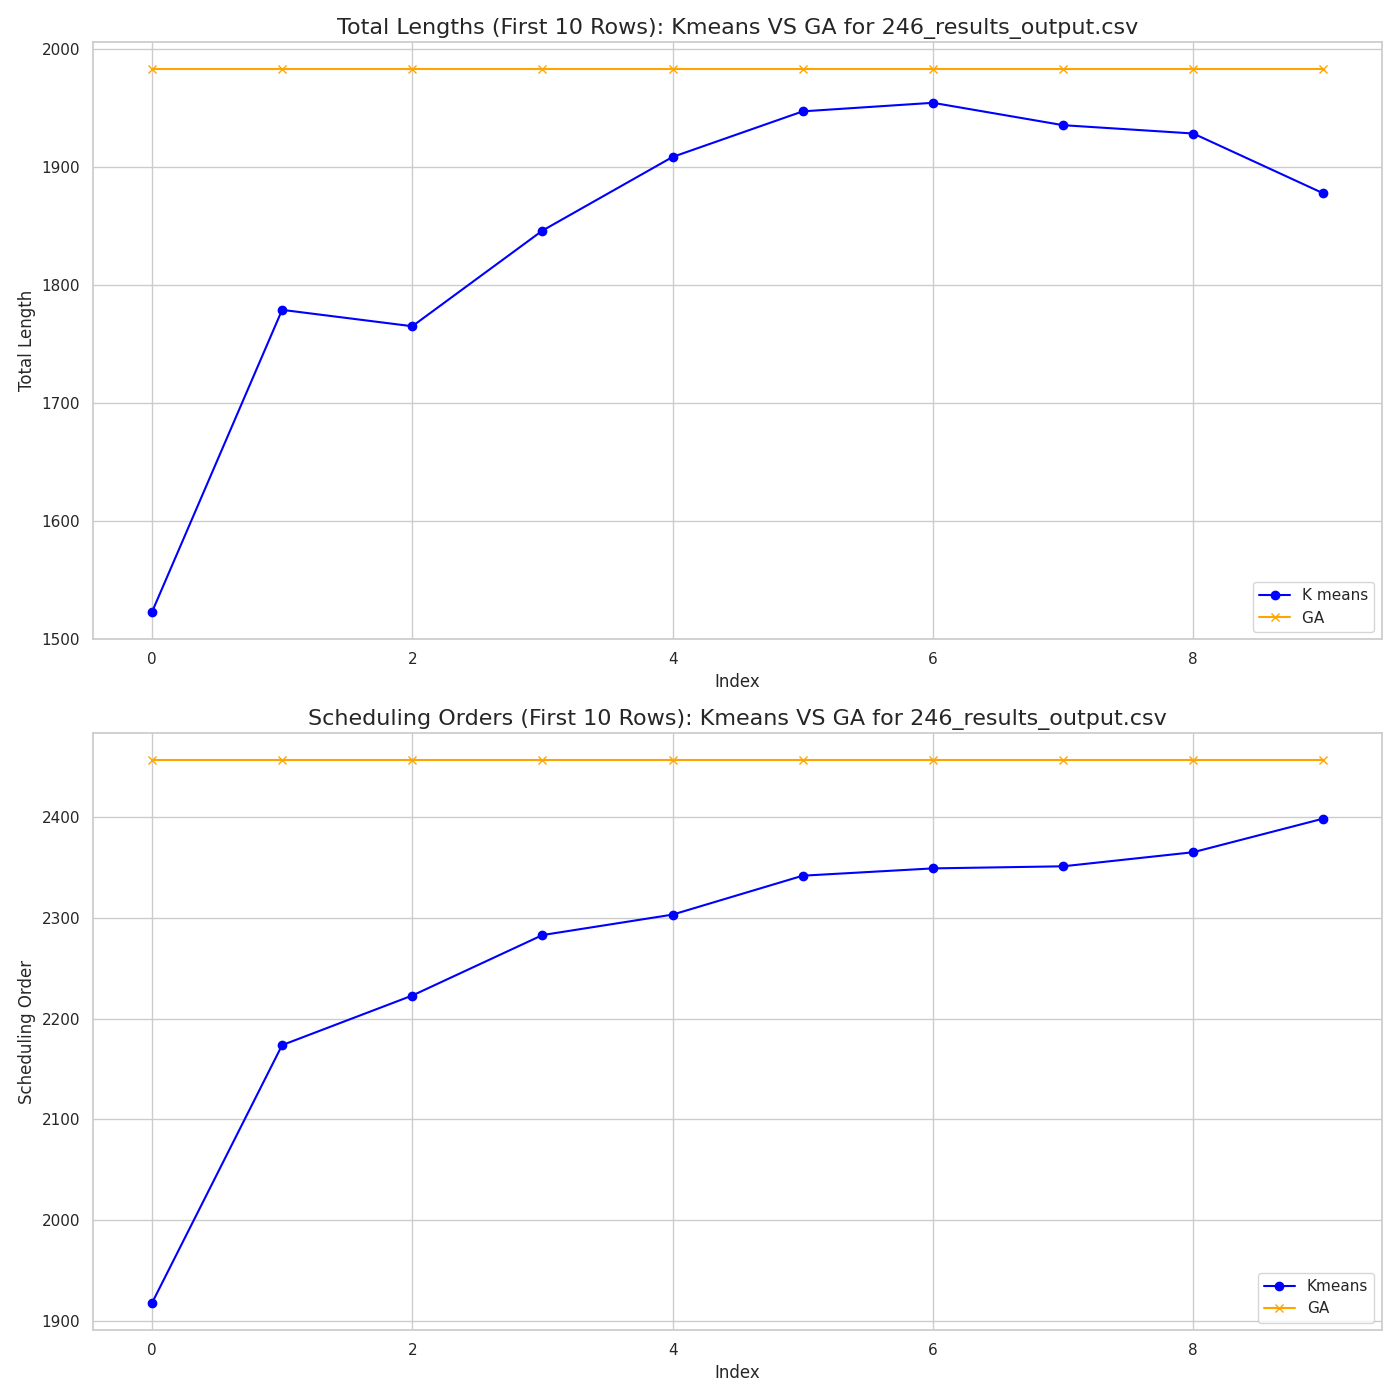 Total Lengths (First 10 Rows): Kmeans VS GA for 246_results_output.csv
2000
1900
1800
1700
1600
1500
Total Length
K means
GA
0 2 4 6 8
Index
Scheduling Orders (First 10 Rows): Kmeans VS GA for 246_results_output.csv
2400
2300
2200
2100
2000
1900
Scheduling Order
Kmeans
GA
0 2 4 6 8
Index